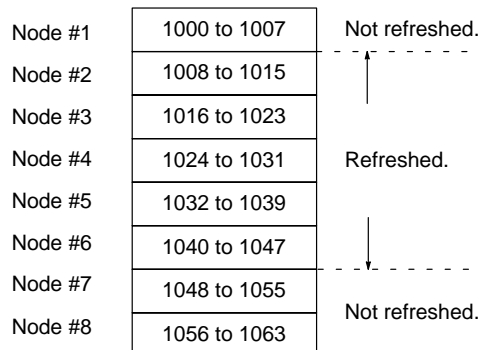 Node #1 1000 to 1007 Not refreshed.
Node #2 1008 to 1015
Node #3 1016 to 1023
Node #4 1024 to 1031 Refreshed.
Node #5 1032 to 1039
Node #6 1040 to 1047
Node #7 1048 to 1055
Not refreshed.
Node #8 1056 to 1063